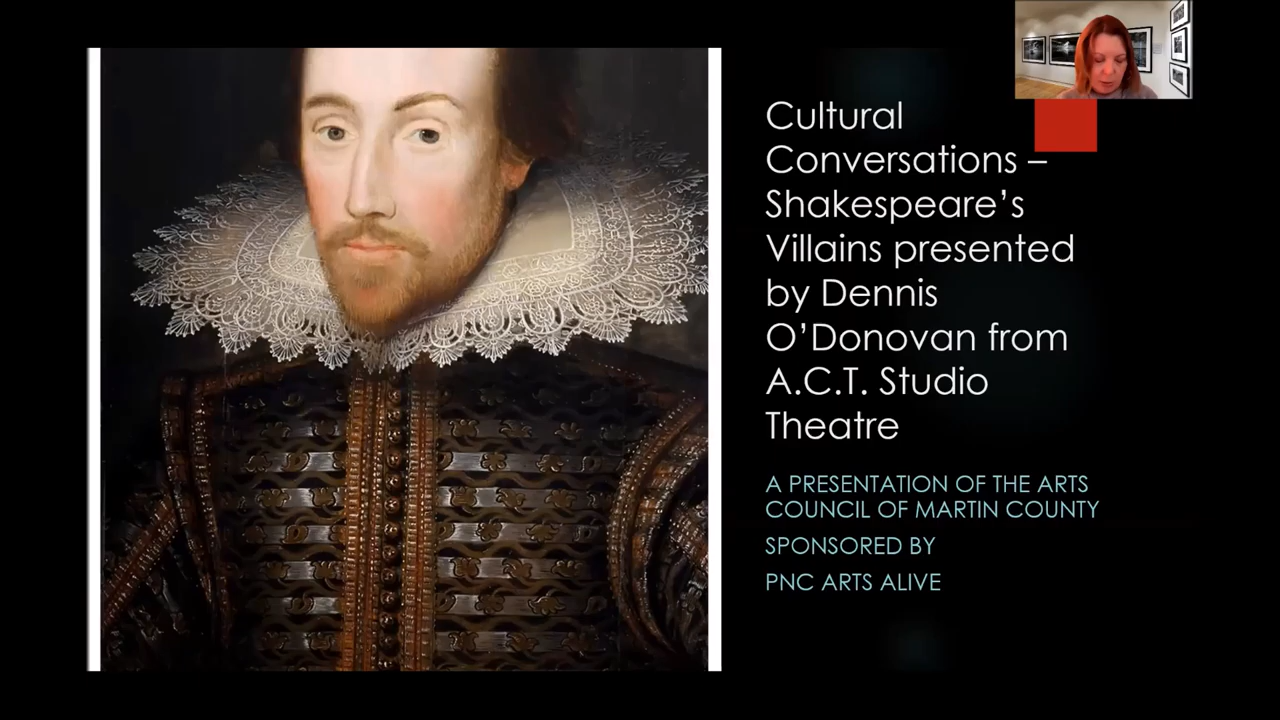 Cultural
Conversations –
Shakespeare’s
Villains presented
by Dennis
O’Donovan from
A.C.T. Studio
Theatre
A PRESENTATION OF THE ARTS
COUNCIL OF MARTIN COUNTY
SPONSORED BY
PNC ARTS ALIVE